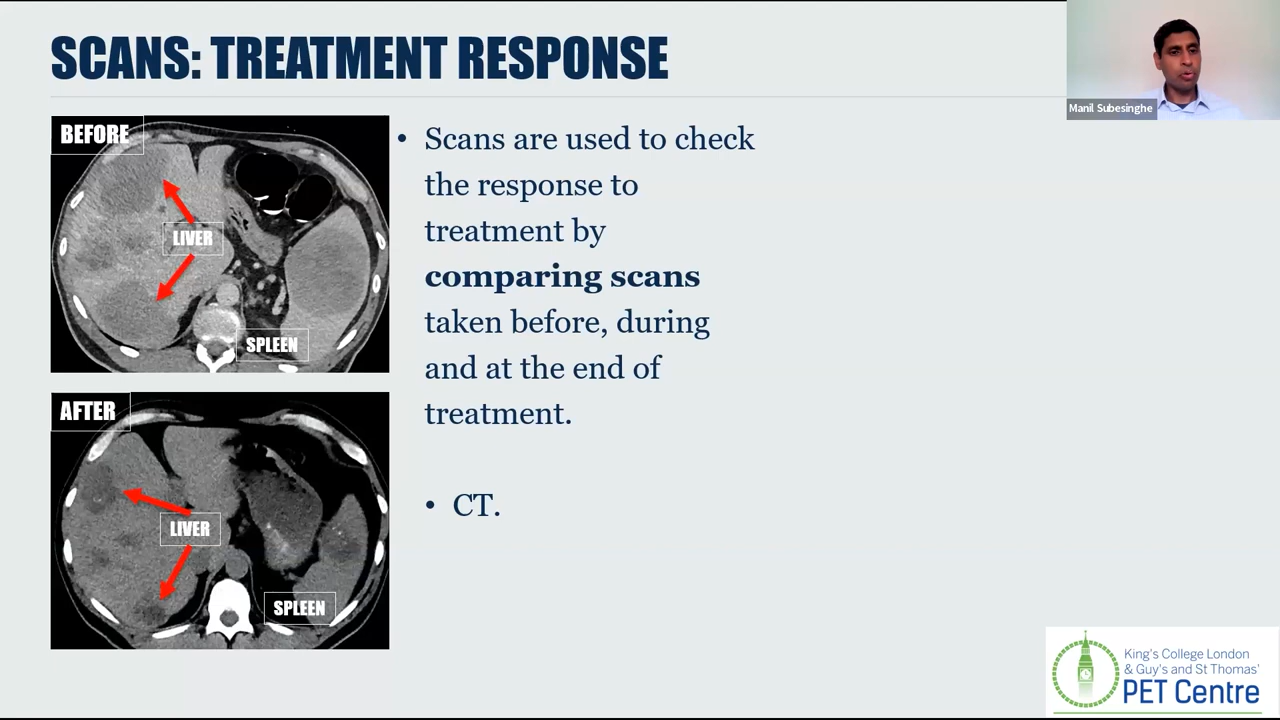 SCANS: TREATMENT RESPONSE
Manil Subesinghe
BEFORE
LIVER
SPLEEN
AFTER
LIVER
SPLEEN
• Scans are used to check
the response to
treatment by
comparing scans
taken before, during
and at the end of
treatment.
• CT.
King's College London
& Guy's and St Thomas'
PET Centre